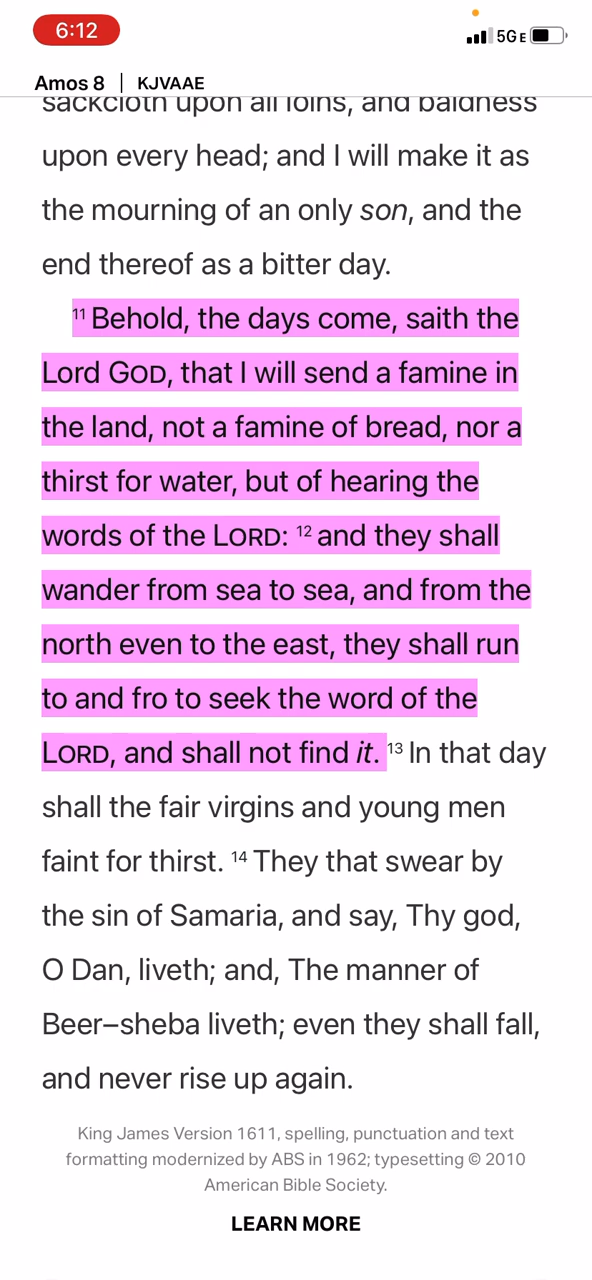 6:12
5G E
Amos 8 | KJVAAE
sackcloth upon all loins, and baldness
upon every head; and I will make it as
the mourning of an only son, and the
end thereof as a bitter day.
11 Behold, the days come, saith the
Lord GOD, that I will send a famine in
the land, not a famine of bread, nor a
thirst for water, but of hearing the
words of the LORD: 12 and they shall
wander from sea to sea, and from the
north even to the east, they shall run
to and fro to seek the word of the
LORD, and shall not find it. 13 In that day
shall the fair virgins and young men
faint for thirst. 14 They that swear by
the sin of Samaria, and say, Thy god,
O Dan, liveth; and, The manner of
Beer–sheba liveth; even they shall fall,
and never rise up again.
King James Version 1611, spelling, punctuation and text
formatting modernized by ABS in 1962; typesetting © 2010
American Bible Society.
LEARN MORE